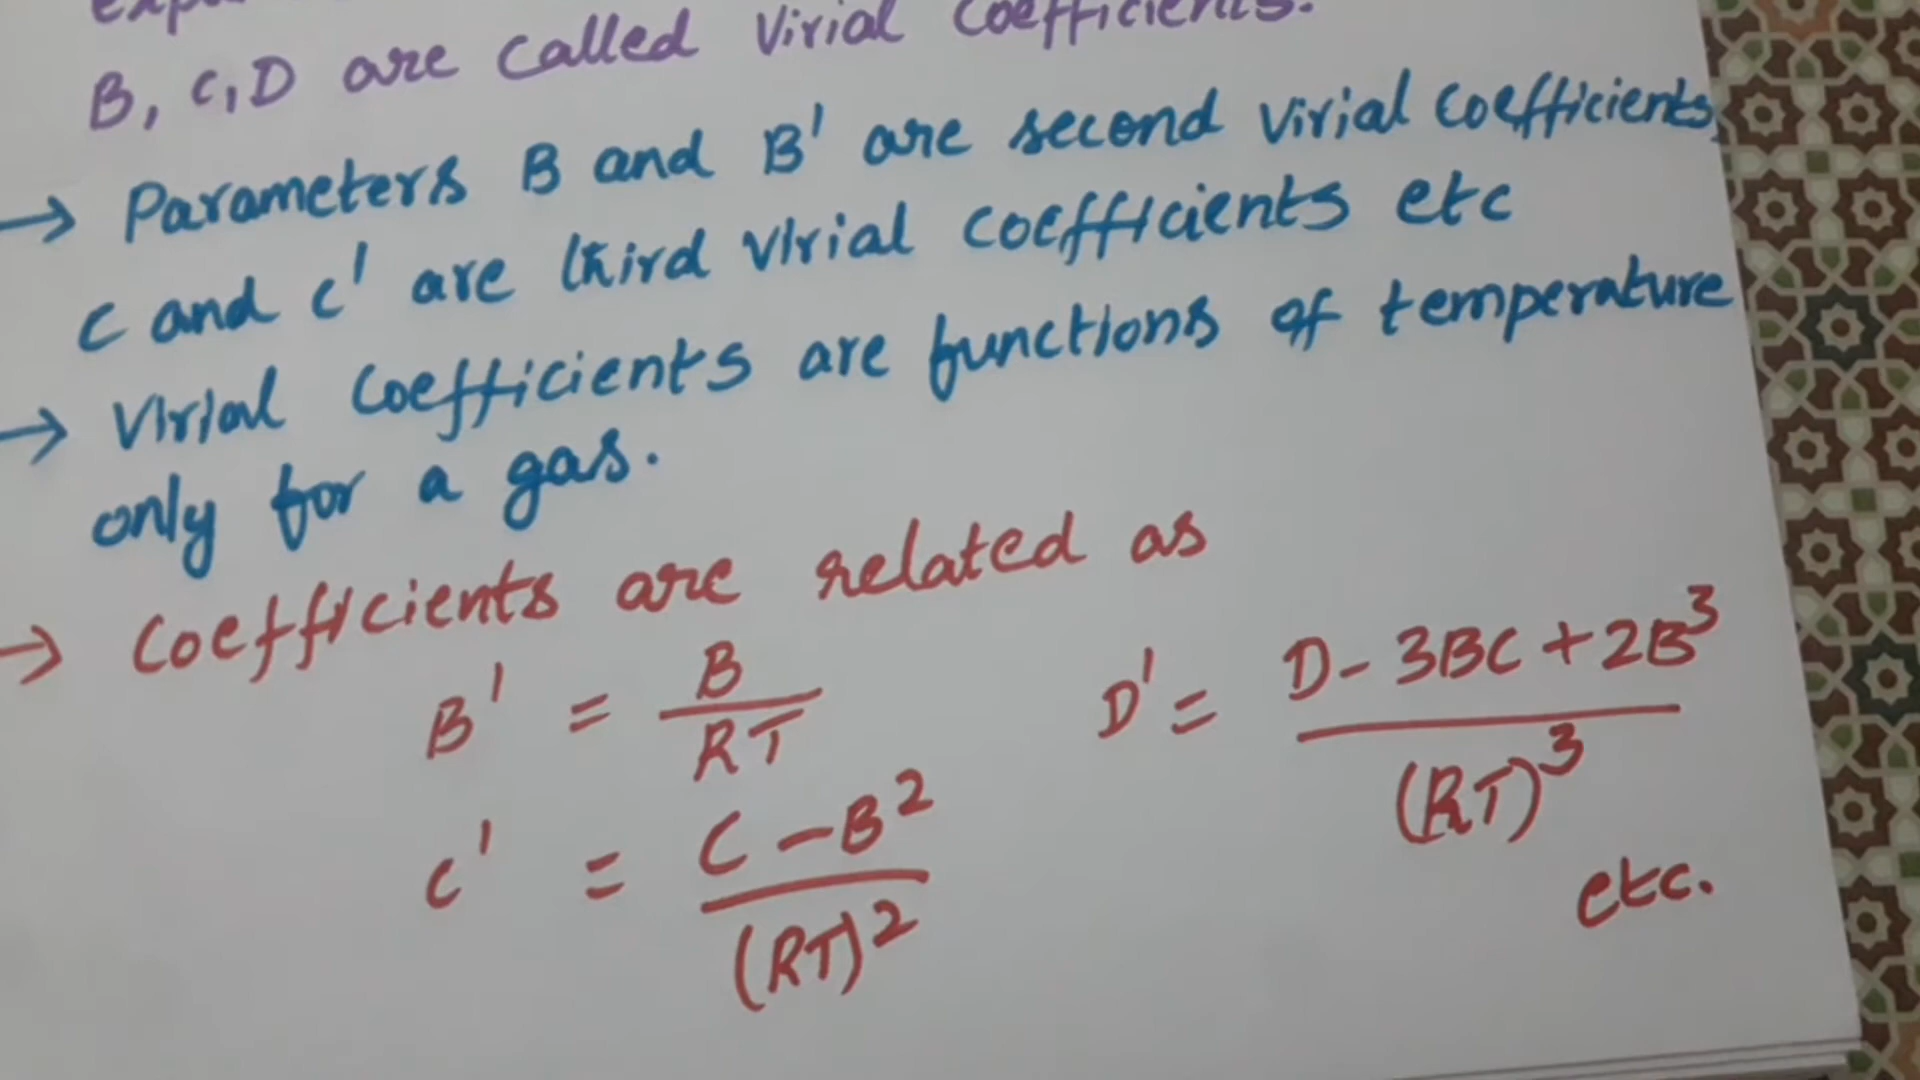 B, C, D are called Virial Coefficients.
→ Parameters B and B' are second virial coefficients,
C and C' are third virial coefficients etc
→ Virial coefficients are functions of temperature
only for a gas.
→ Coefficients are related as
B' = B / RT
D' = D - 3BC + 2B³ / (RT)³
C' = C - B² / (RT)²
etc.